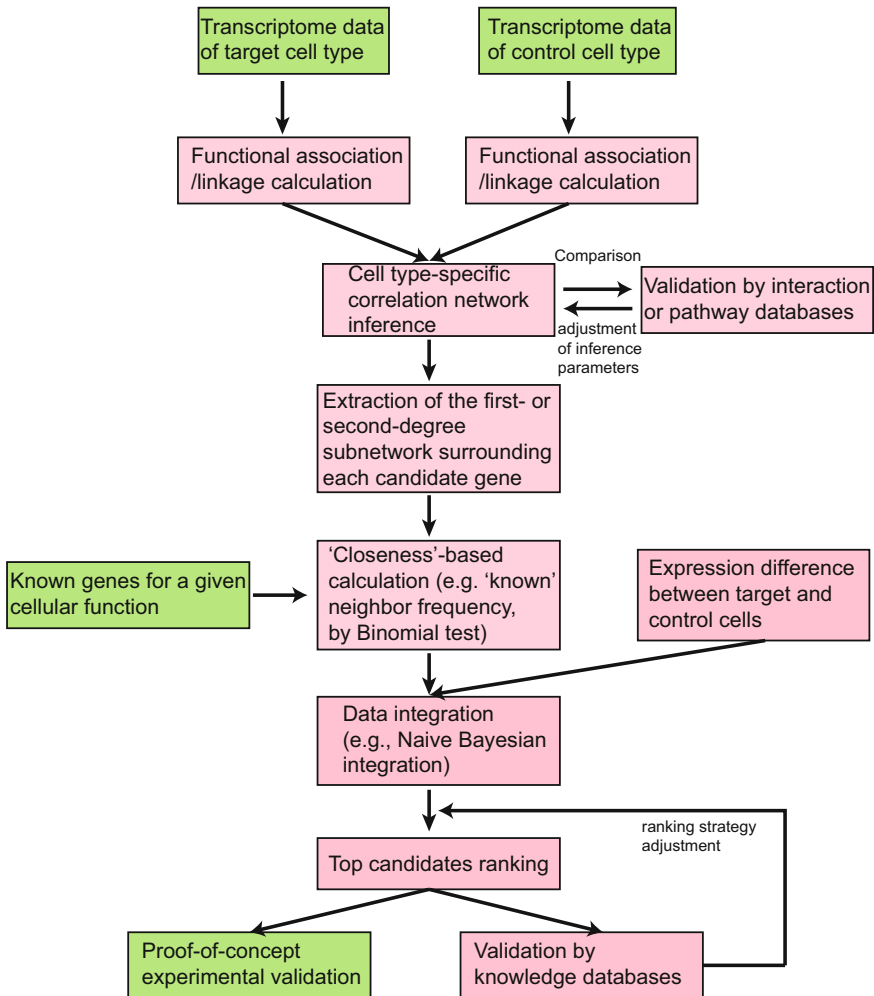 Transcriptome data
of target cell type
Transcriptome data
of control cell type
Functional association
/linkage calculation
Functional association
/linkage calculation
Cell type-specific
correlation network
inference
Comparison
adjustment
of inference
parameters
Validation by interaction
or pathway databases
Extraction of the first- or
second-degree
subnetwork surrounding
each candidate gene
Known genes for a given
cellular function
‘Closeness’-based
calculation (e.g. ‘known’
neighbor frequency,
by Binomial test)
Expression difference
between target and
control cells
Data integration
(e.g., Naive Bayesian
integration)
ranking strategy
adjustment
Top candidates ranking
Proof-of-concept
experimental validation
Validation by
knowledge databases